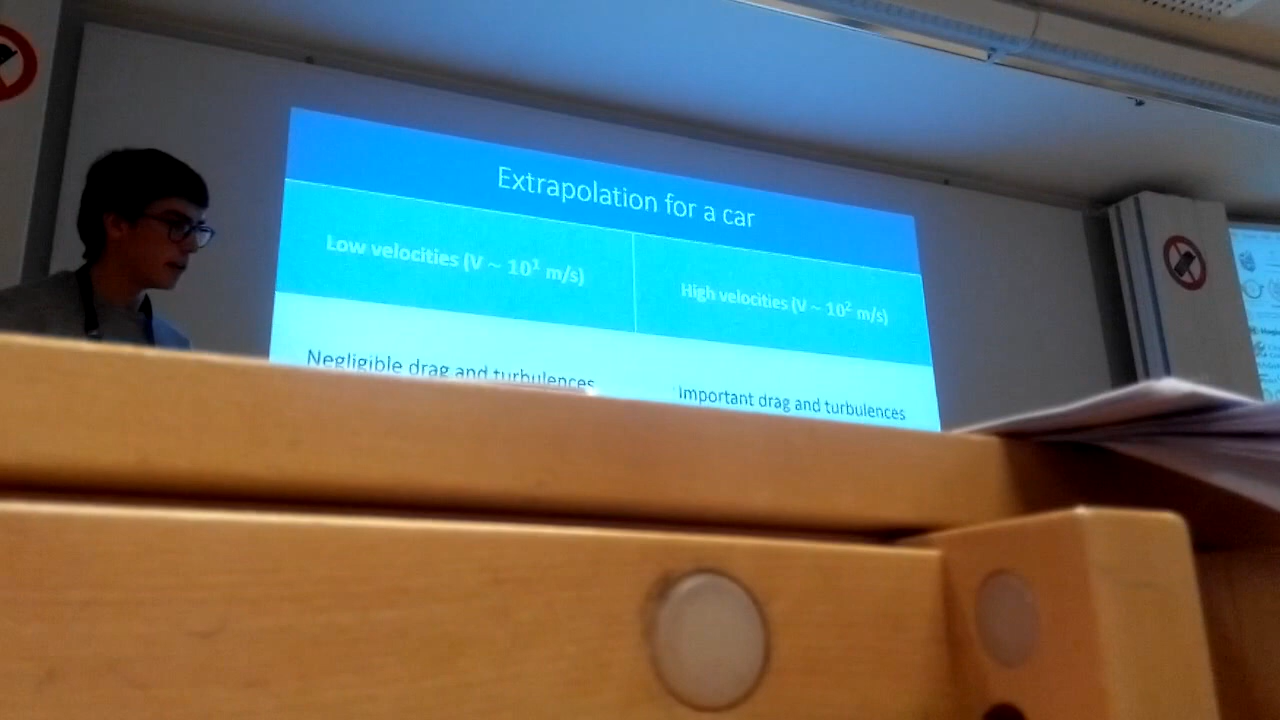 Extrapolation for a car
Low velocities (V ~ 10¹ m/s)
High velocities (V ~ 10² m/s)
Negligible drag and turbulences
Important drag and turbulences